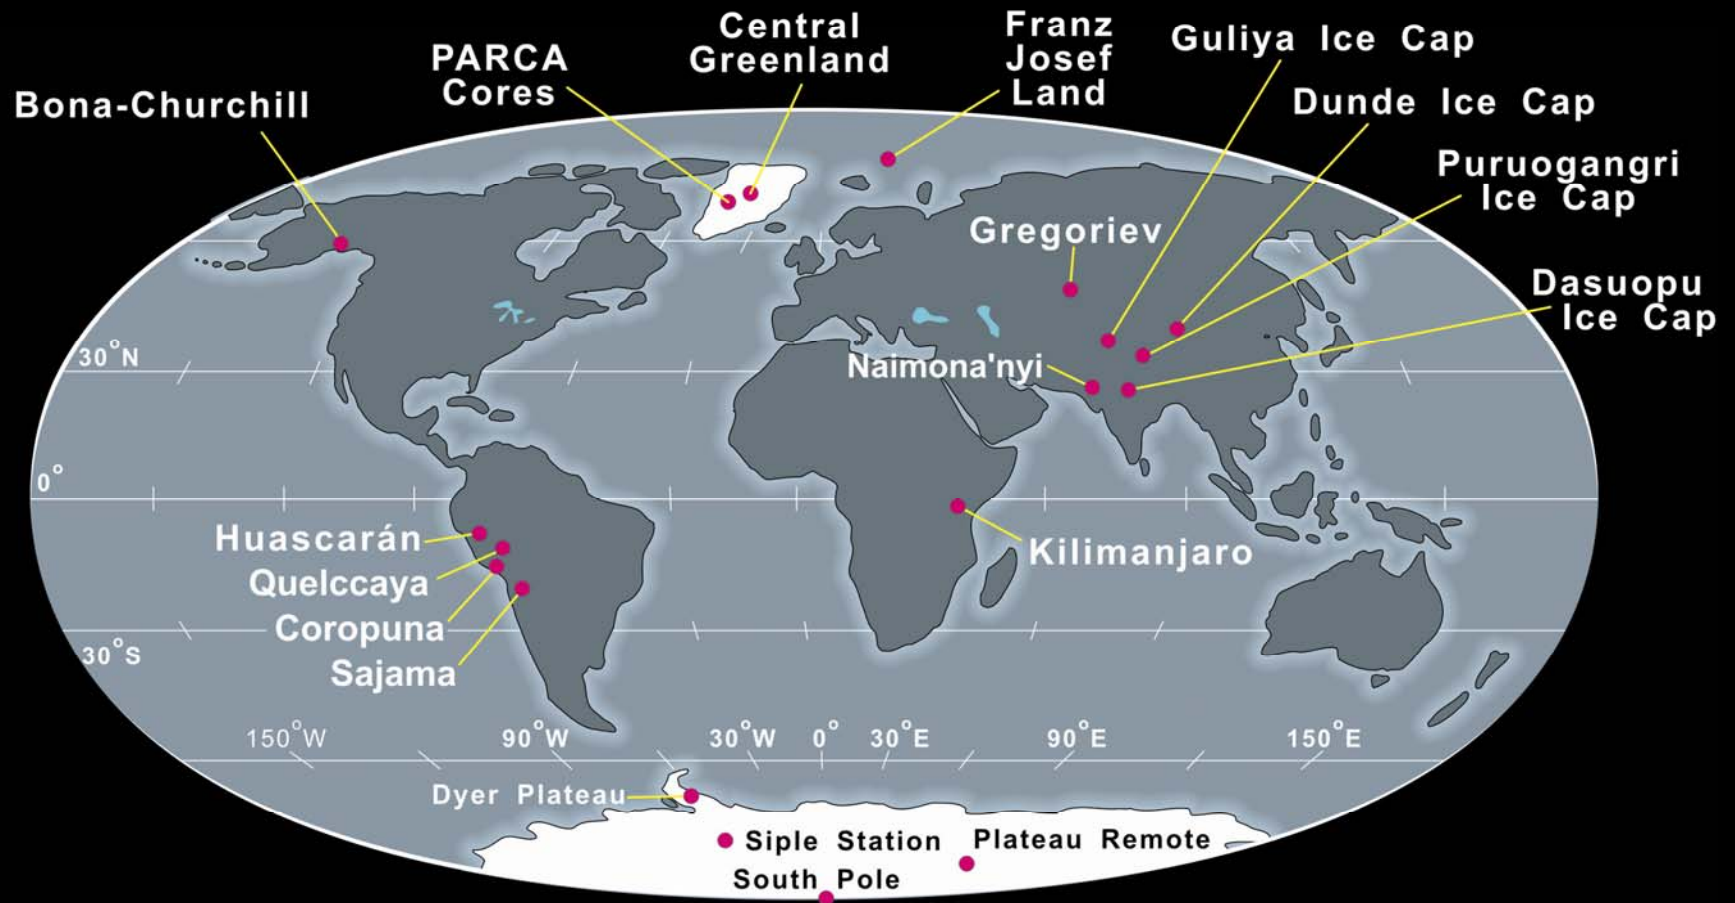 Bona-Churchill
PARCA
Cores
Central
Greenland
Franz
Josef
Land
Guliya Ice Cap
Dunde Ice Cap
Puruogangri
Ice Cap
Gregoriev
Dasuopu
Ice Cap
30°N
Naimona'nyi
0°
Huascarán
Quelccaya
Coropuna
Sajama
Kilimanjaro
30°S
150°W 90°W 30°W 0° 30°E 90°E 150°E
Dyer Plateau
Siple Station
Plateau Remote
South Pole